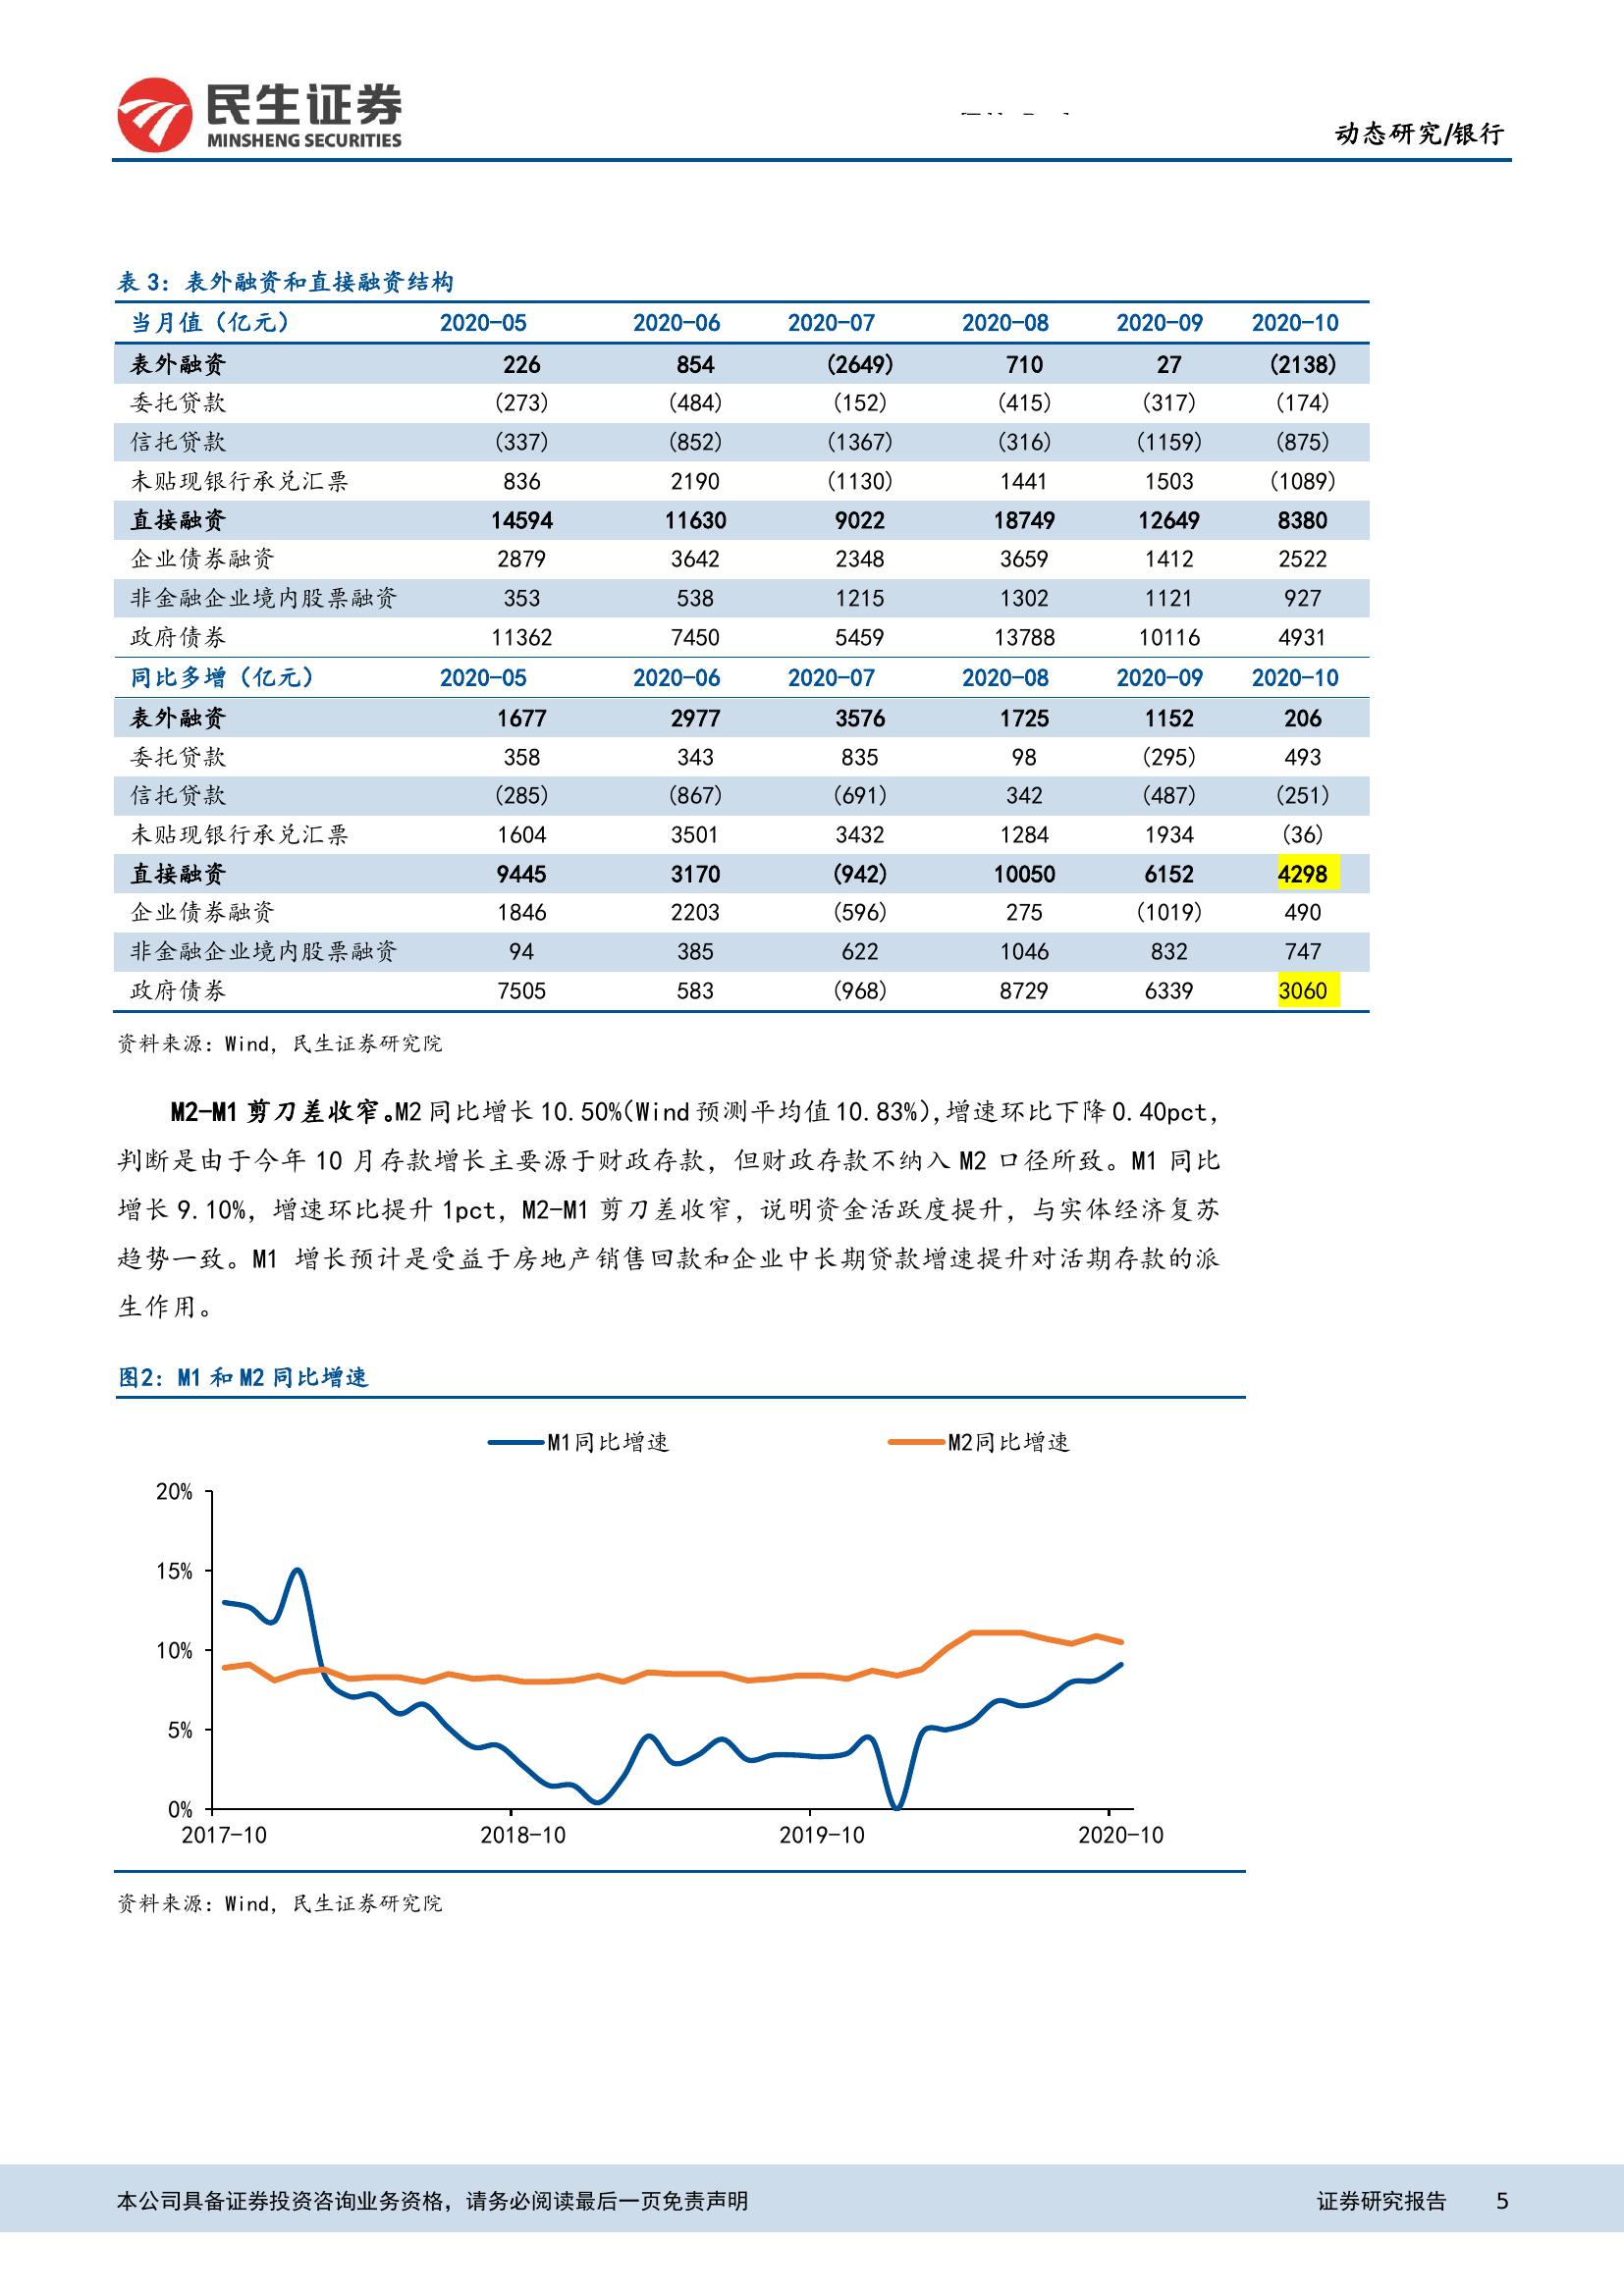 民生证券
MINSHENG SECURITIES
动态研究/银行
表 3：表外融资和直接融资结构
当月值（亿元） 2020-05 2020-06 2020-07 2020-08 2020-09 2020-10
表外融资 226 854 (2649) 710 27 (2138)
委托贷款 (273) (484) (152) (415) (317) (174)
信托贷款 (337) (852) (1367) (316) (1159) (875)
未贴现银行承兑汇票 836 2190 (1130) 1441 1503 (1089)
直接融资 14594 11630 9022 18749 12649 8380
企业债券融资 2879 3642 2348 3659 1412 2522
非金融企业境内股票融资 353 538 1215 1302 1121 927
政府债券 11362 7450 5459 13788 10116 4931
同比多增（亿元） 2020-05 2020-06 2020-07 2020-08 2020-09 2020-10
表外融资 1677 2977 3576 1725 1152 206
委托贷款 358 343 835 98 (295) 493
信托贷款 (285) (867) (691) 342 (487) (251)
未贴现银行承兑汇票 1604 3501 3432 1284 1934 (36)
直接融资 9445 3170 (942) 10050 6152 4298
企业债券融资 1846 2203 (596) 275 (1019) 490
非金融企业境内股票融资 94 385 622 1046 832 747
政府债券 7505 583 (968) 8729 6339 3060
资料来源：Wind，民生证券研究院
M2-M1 剪刀差收窄。M2 同比增长 10.50%(Wind 预测平均值 10.83%),增速环比下降 0.40pct，
判断是由于今年 10 月存款增长主要源于财政存款，但财政存款不纳入 M2 口径所致。M1 同比
增长 9.10%，增速环比提升 1pct，M2-M1 剪刀差收窄，说明资金活跃度提升，与实体经济复苏
趋势一致。M1 增长预计是受益于房地产销售回款和企业中长期贷款增速提升对活期存款的派
生作用。
图2：M1 和 M2 同比增速
M1同比增速 M2同比增速
20%
15%
10%
5%
0%
2017-10 2018-10 2019-10 2020-10
资料来源：Wind，民生证券研究院
本公司具备证券投资咨询业务资格，请务必阅读最后一页免责声明 证券研究报告 5